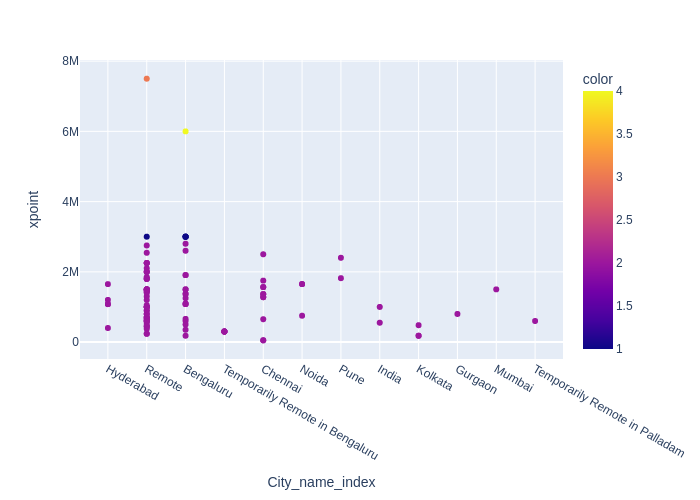 8M
6M
4M
2M
0
xpoint
Hyderabad
Remote
Bengaluru
Temporarily Remote in Bengaluru
Chennai
Noida
Pune
India
Kolkata
Gurgaon
Mumbai
Temporarily Remote in Palladam
City_name_index
color
4
3.5
3
2.5
2
1.5
1